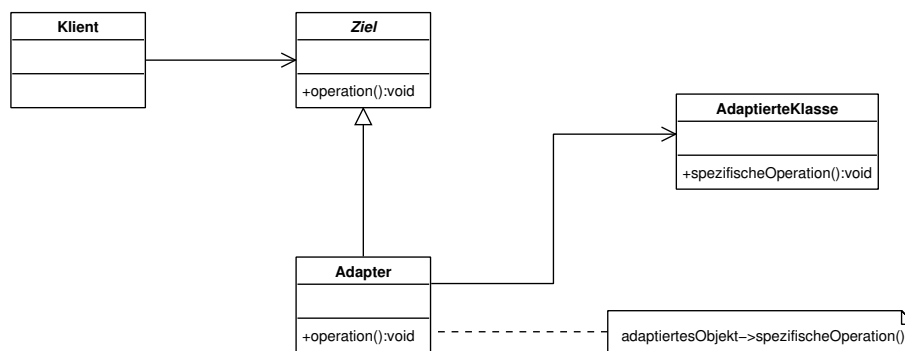 Klient
Ziel
+operation():void
AdaptierteKlasse
+spezifischeOperation():void
Adapter
+operation():void
adaptiertesObjekt−>spezifischeOperation()